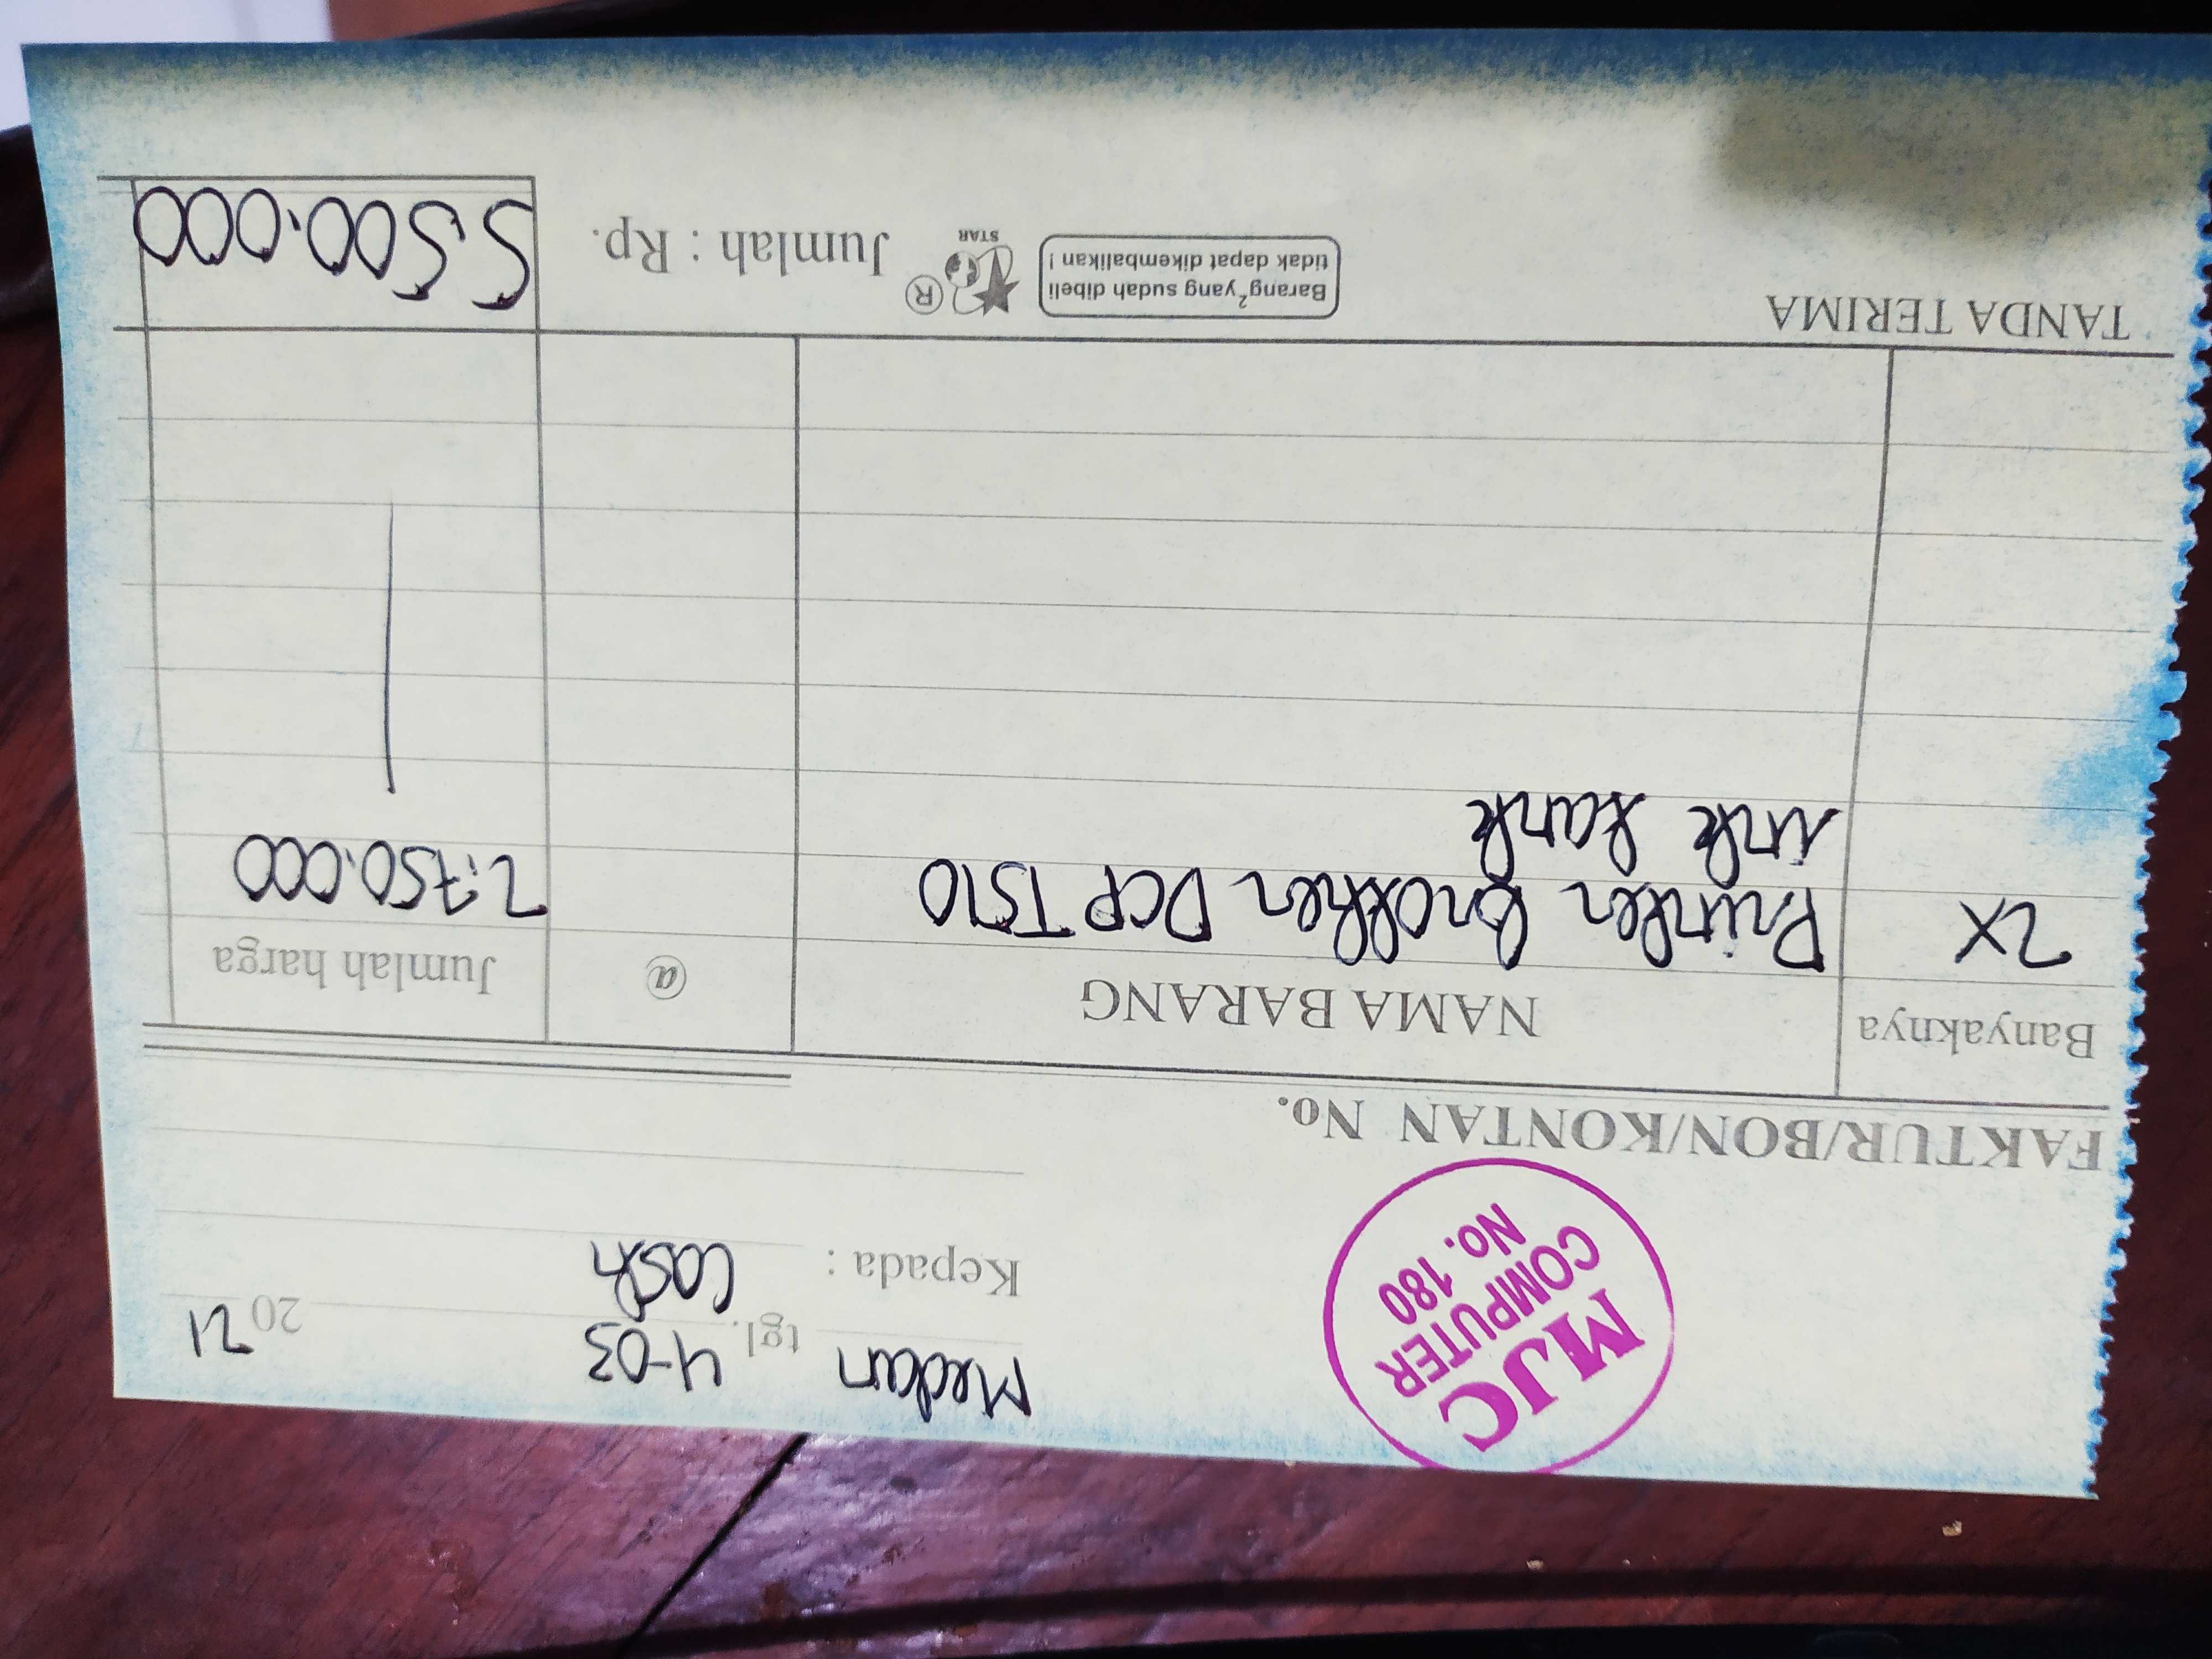 MJC
COMPUTER
No. 180
Medan tgl. 4-03 2021
Kepada : Cash
FAKTUR/BON/KONTAN No.
Banyaknya NAMA BARANG @ Jumlah harga
2X Printer Brother DCP T510 2.750.000
ink tank
TANDA TERIMA
Barang² yang sudah dibeli
tidak dapat dikembalikan !
®
STAR
Jumlah : Rp. 5.500.000